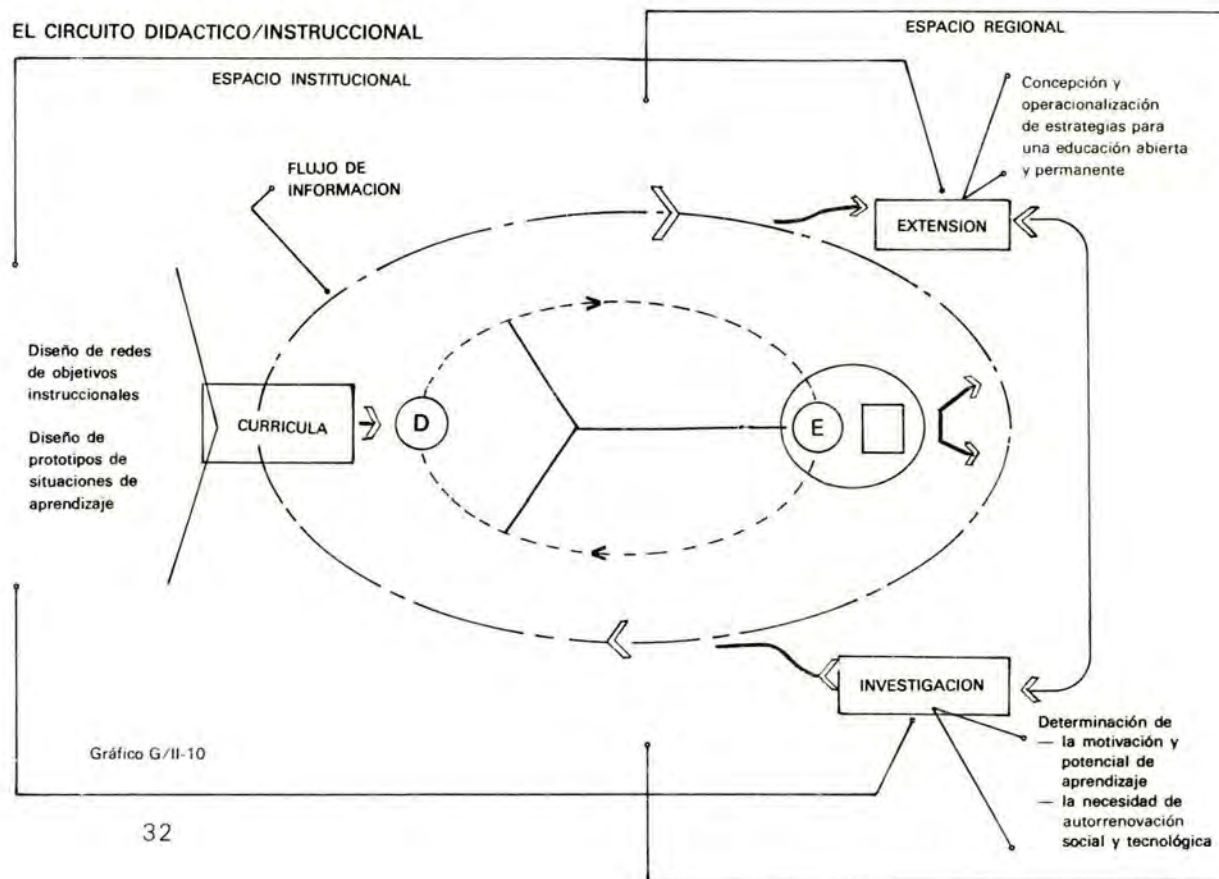 EL CIRCUITO DIDACTICO/INSTRUCCIONAL
ESPACIO REGIONAL
ESPACIO INSTITUCIONAL
Concepción y
operacionalización
de estrategias para
una educación abierta
y permanente
FLUJO DE
INFORMACION
EXTENSION
Diseño de redes
de objetivos
instruccionales
Diseño de
prototipos de
situaciones de
aprendizaje
CURRICULA
D
E
INVESTIGACION
Determinación de
— la motivación y
potencial de
aprendizaje
— la necesidad de
autorrenovación
social y tecnológica
Gráfico G/II-10
32